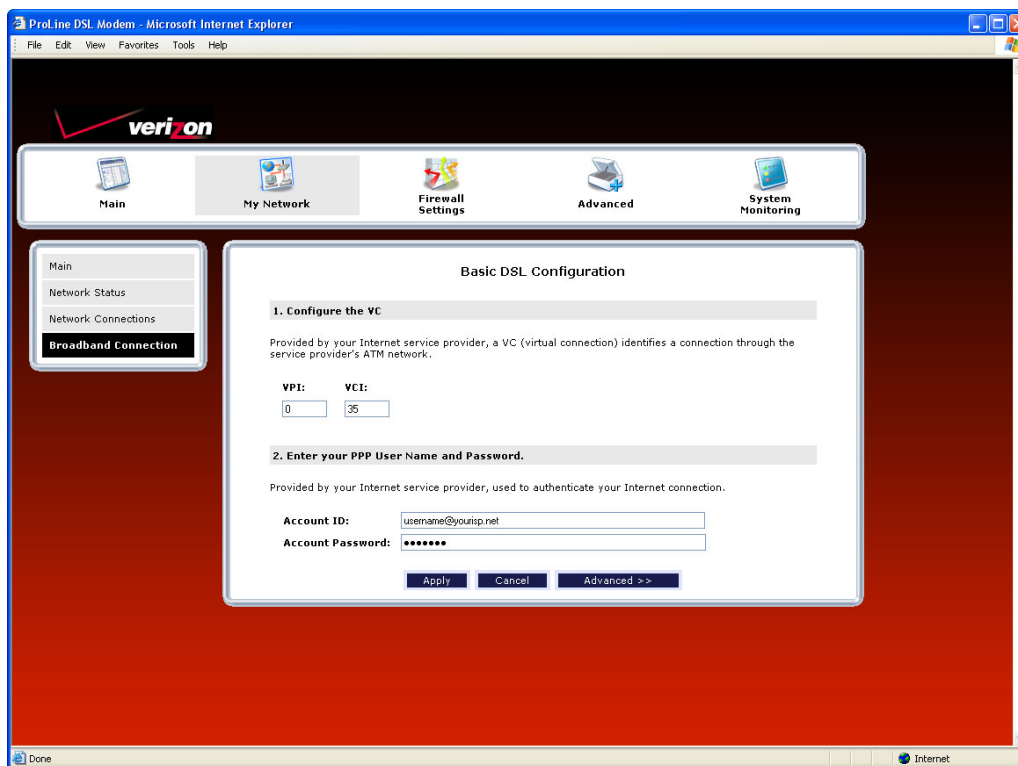 ProLine DSL Modem - Microsoft Internet Explorer
File Edit View Favorites Tools Help
verizon
Main
My Network
Firewall
Settings
Advanced
System
Monitoring
Main
Network Status
Network Connections
Broadband Connection
Basic DSL Configuration
1. Configure the VC
Provided by your Internet service provider, a VC (virtual connection) identifies a connection through the
service provider's ATM network.
VPI: VCI:
0 35
2. Enter your PPP User Name and Password.
Provided by your Internet service provider, used to authenticate your Internet connection.
Account ID: username@yourisp.net
Account Password: •••••••
Apply Cancel Advanced >>
Done Internet